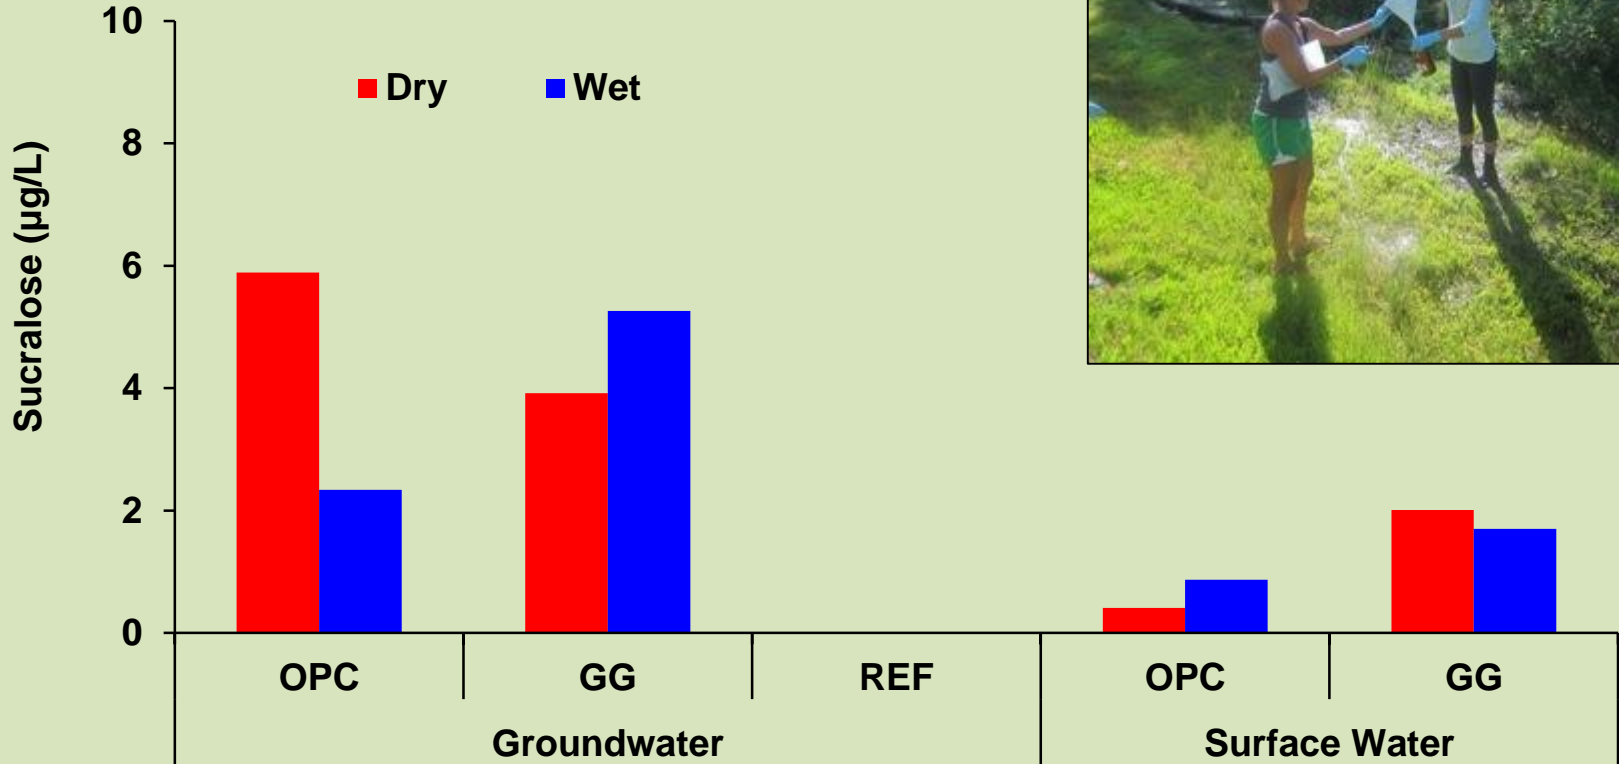 10
Dry Wet
8
6
4
2
0
Sucralose (µg/L)
OPC GG REF OPC GG
Groundwater Surface Water